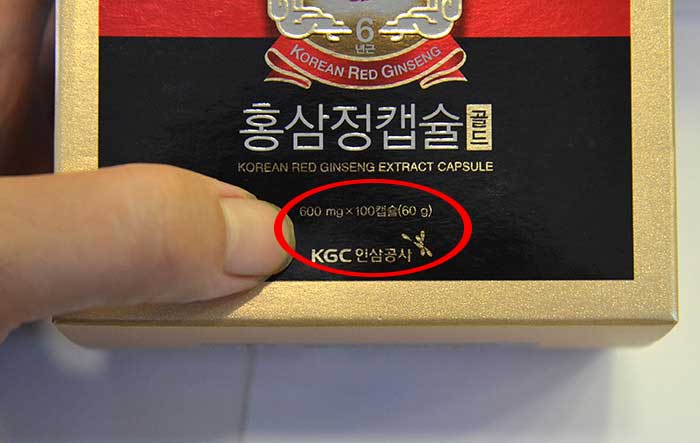 6
년근
KOREAN RED GINSENG
홍삼정캡슐 골드
KOREAN RED GINSENG EXTRACT CAPSULE
600 mg×100캡슐(60 g)
KGC 인삼공사